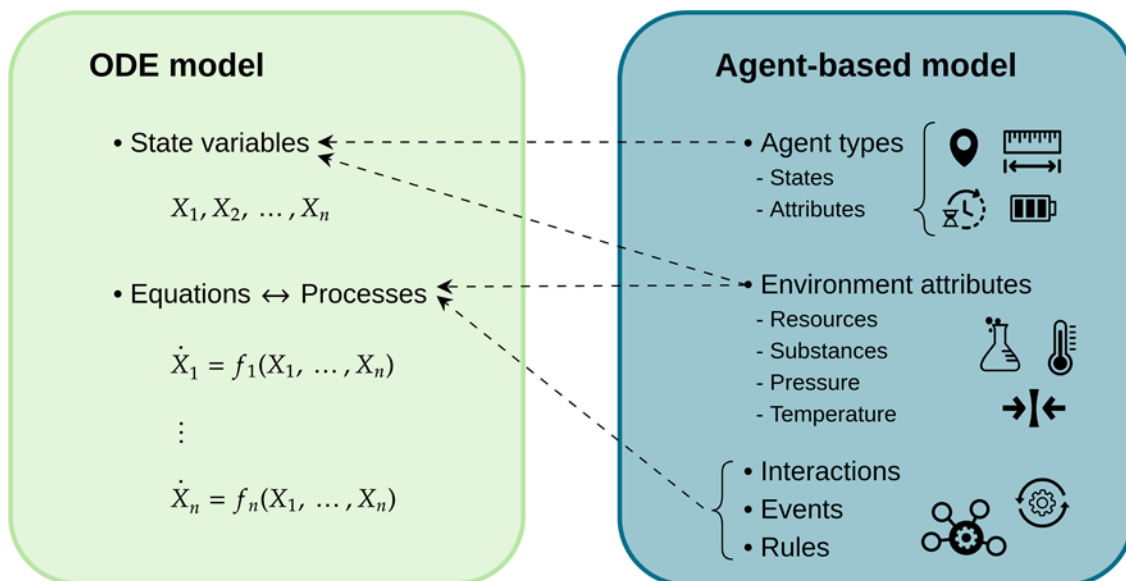 ODE model
• State variables
X₁, X₂, …, Xₙ
• Equations ↔ Processes
Ẋ₁ = f₁(X₁, …, Xₙ)
⋮
Ẋₙ = fₙ(X₁, …, Xₙ)
Agent-based model
• Agent types
- States
- Attributes
• Environment attributes
- Resources
- Substances
- Pressure
- Temperature
• Interactions
• Events
• Rules